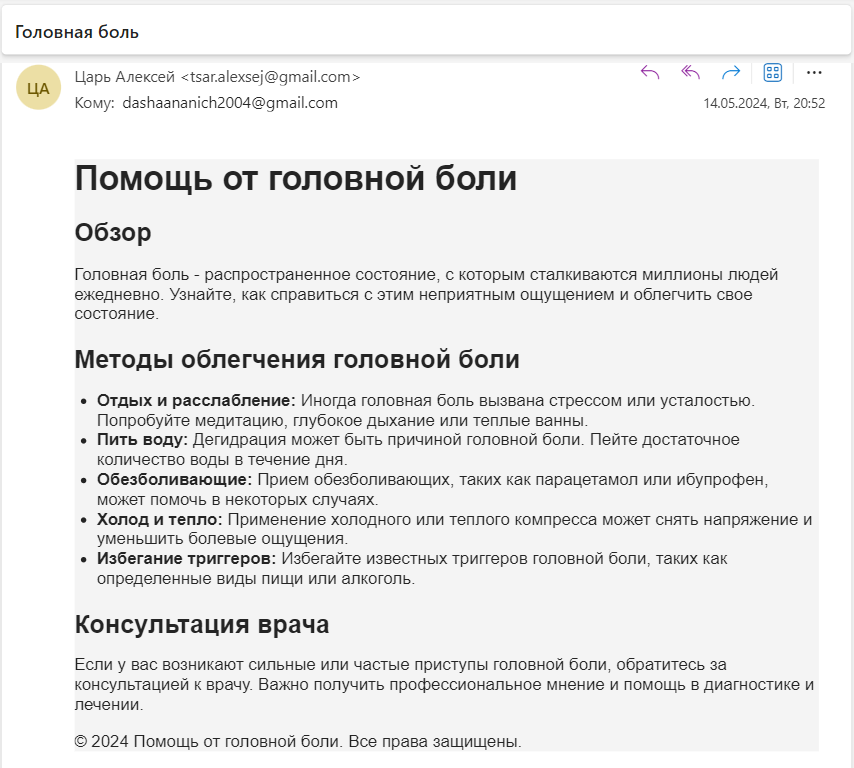 Головная боль
ЦА
Царь Алексей <tsar.alexsej@gmail.com>
Кому: dashaananich2004@gmail.com
14.05.2024, Вт, 20:52
Помощь от головной боли
Обзор
Головная боль - распространенное состояние, с которым сталкиваются миллионы людей
ежедневно. Узнайте, как справиться с этим неприятным ощущением и облегчить свое
состояние.
Методы облегчения головной боли
• Отдых и расслабление: Иногда головная боль вызвана стрессом или усталостью.
Попробуйте медитацию, глубокое дыхание или теплые ванны.
• Пить воду: Дегидрация может быть причиной головной боли. Пейте достаточное
количество воды в течение дня.
• Обезболивающие: Прием обезболивающих, таких как парацетамол или ибупрофен,
может помочь в некоторых случаях.
• Холод и тепло: Применение холодного или теплого компресса может снять напряжение и
уменьшить болевые ощущения.
• Избегание триггеров: Избегайте известных триггеров головной боли, таких как
определенные виды пищи или алкоголь.
Консультация врача
Если у вас возникают сильные или частые приступы головной боли, обратитесь за
консультацией к врачу. Важно получить профессиональное мнение и помощь в диагностике и
лечении.
© 2024 Помощь от головной боли. Все права защищены.